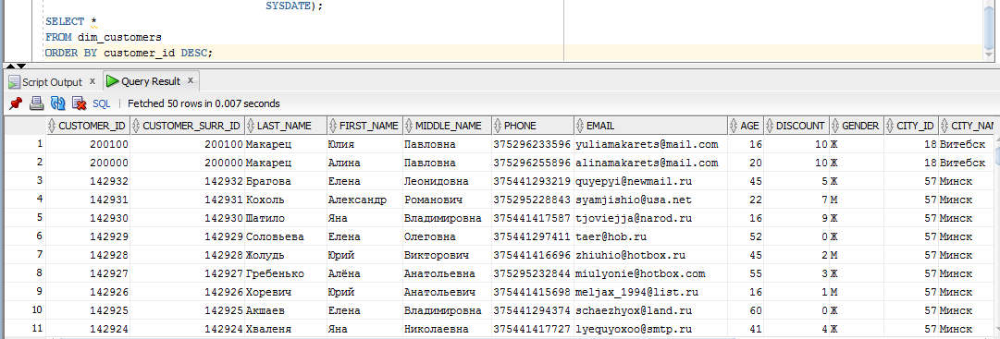 SYSDATE);
SELECT *
FROM dim_customers
ORDER BY customer_id DESC;
Script Output x Query Result x
SQL | Fetched 50 rows in 0.007 seconds
CUSTOMER_ID CUSTOMER_SURR_ID LAST_NAME FIRST_NAME MIDDLE_NAME PHONE EMAIL AGE DISCOUNT GENDER CITY_ID CITY_NA
1 200100 200100 Макарец Юлия Павловна 375296233596 yuliamakarets@mail.com 16 10 Ж 18 Витебск
2 200000 200000 Макарец Алина Павловна 375296255896 alinamakarets@mail.com 20 10 Ж 18 Витебск
3 142932 142932 Братова Елена Леонидовна 375441293219 quyepyi@newmail.ru 45 5 Ж 57 Минск
4 142931 142931 Кохоль Александр Романович 375295228843 syamjishio@usa.net 22 7 М 57 Минск
5 142930 142930 Шатило Яна Владимировна 375441417587 tjoviejja@narod.ru 16 9 Ж 57 Минск
6 142929 142929 Соловьева Елена Олеговна 375441297411 taer@hob.ru 52 0 Ж 57 Минск
7 142928 142928 Жолудь Юрий Викторович 375441416696 zhiuhio@hotbox.ru 45 2 М 57 Минск
8 142927 142927 Гребенько Алёна Анатольевна 375295232844 miulyonie@hotbox.com 55 3 Ж 57 Минск
9 142926 142926 Хоревич Юрий Анатольевич 375441415698 meljax_1994@list.ru 16 1 М 57 Минск
10 142925 142925 Акшаев Елена Владимировна 375441294374 schaezhyox@land.ru 60 0 Ж 57 Минск
11 142924 142924 Хваленя Яна Николаевна 375441417727 lyequyoxoo@smtp.ru 41 4 Ж 57 Минск